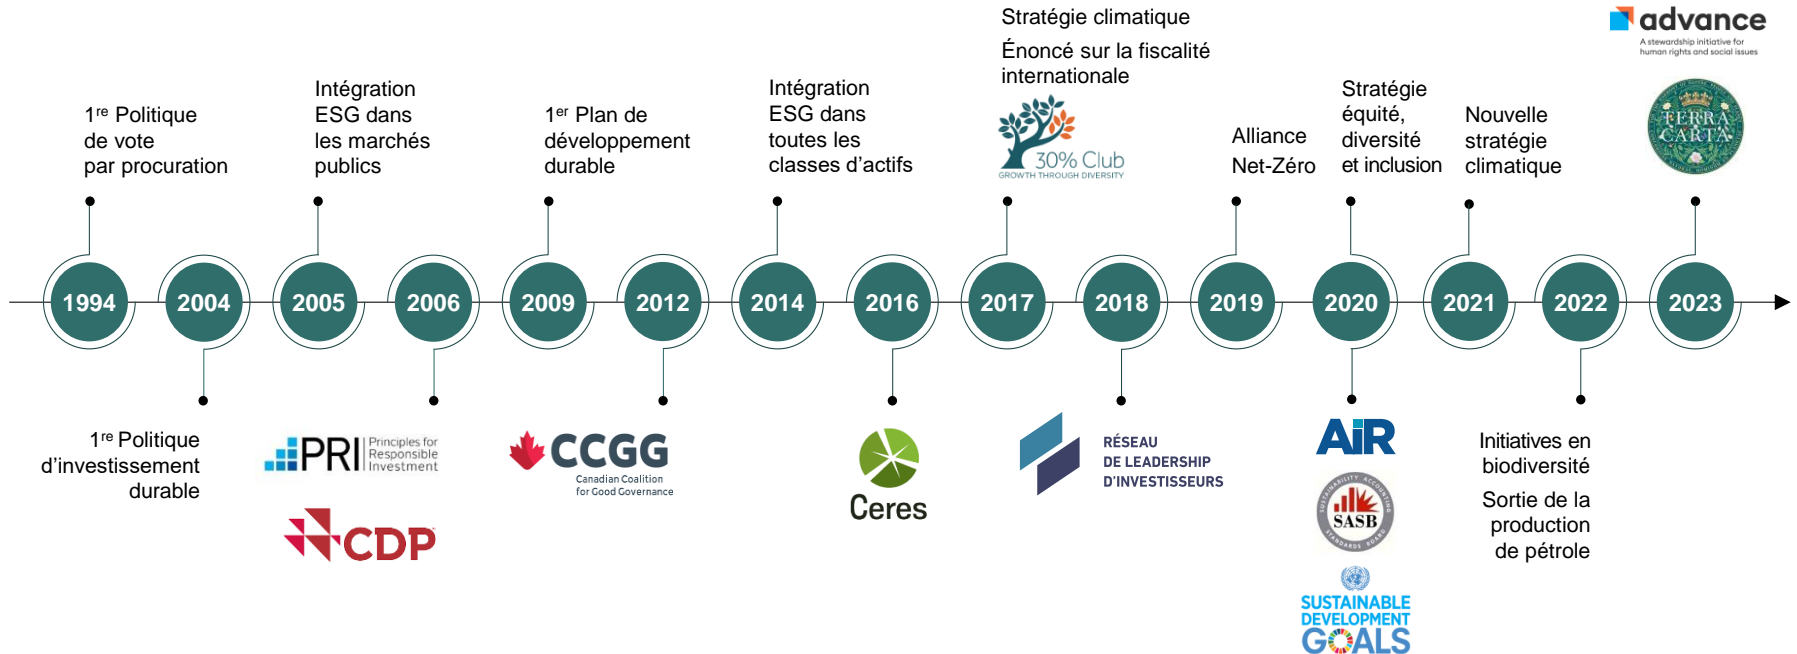 Stratégie climatique
Énoncé sur la fiscalité
internationale
30% Club
GROWTH THROUGH DIVERSITY
advance
A stewardship initiative for
human rights and social issues
TERRA
CARTA
1re Politique
de vote
par procuration
Intégration
ESG dans
les marchés
publics
1er Plan de
développement
durable
Intégration
ESG dans
toutes les
classes d'actifs
Alliance
Net-Zéro
Stratégie
équité,
diversité
et inclusion
Nouvelle
stratégie
climatique
1994
2004
2005
2006
2009
2012
2014
2016
2017
2018
2019
2020
2021
2022
2023
1re Politique
d'investissement
durable
PRI
Principles for
Responsible
Investment
CDP
CCGG
Canadian Coalition
for Good Governance
Ceres
RÉSEAU
DE LEADERSHIP
D'INVESTISSEURS
AiR
SUSTAINABILITY ACCOUNTING
SASB
STANDARDS BOARD
SUSTAINABLE
DEVELOPMENT
GOALS
Initiatives en
biodiversité
Sortie de la
production
de pétrole